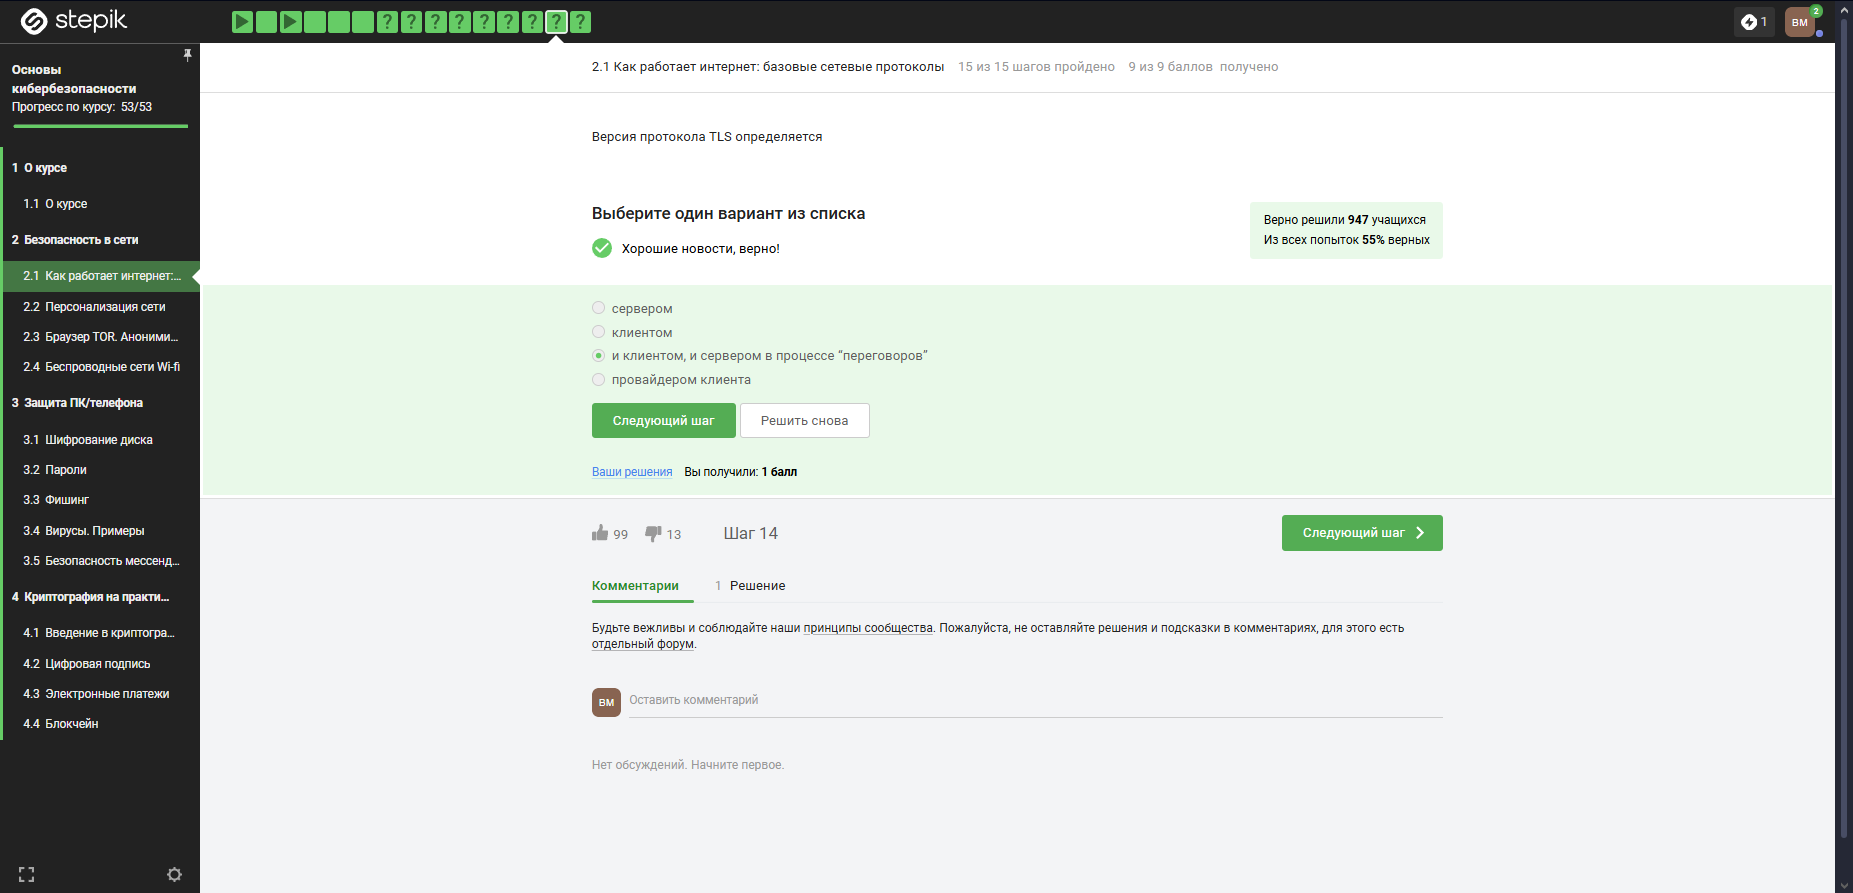 stepik
? ? ? ? ? ? ? ? ?
1
ВМ
2
Основы
кибербезопасности
Прогресс по курсу: 53/53
1 О курсе
1.1 О курсе
2 Безопасность в сети
2.1 Как работает интернет:...
2.2 Персонализация сети
2.3 Браузер TOR. Аноними...
2.4 Беспроводные сети Wi-fi
3 Защита ПК/телефона
3.1 Шифрование диска
3.2 Пароли
3.3 Фишинг
3.4 Вирусы. Примеры
3.5 Безопасность мессенд...
4 Криптография на практи...
4.1 Введение в криптогра...
4.2 Цифровая подпись
4.3 Электронные платежи
4.4 Блокчейн
2.1 Как работает интернет: базовые сетевые протоколы 15 из 15 шагов пройдено 9 из 9 баллов получено
Версия протокола TLS определяется
Выберите один вариант из списка
Хорошие новости, верно!
Верно решили 947 учащихся
Из всех попыток 55% верных
сервером
клиентом
и клиентом, и сервером в процессе “переговоров”
провайдером клиента
Следующий шаг Решить снова
Ваши решения Вы получили: 1 балл
99 13 Шаг 14 Следующий шаг
Комментарии 1 Решение
Будьте вежливы и соблюдайте наши принципы сообщества. Пожалуйста, не оставляйте решения и подсказки в комментариях, для этого есть
отдельный форум.
ВМ Оставить комментарий
Нет обсуждений. Начните первое.